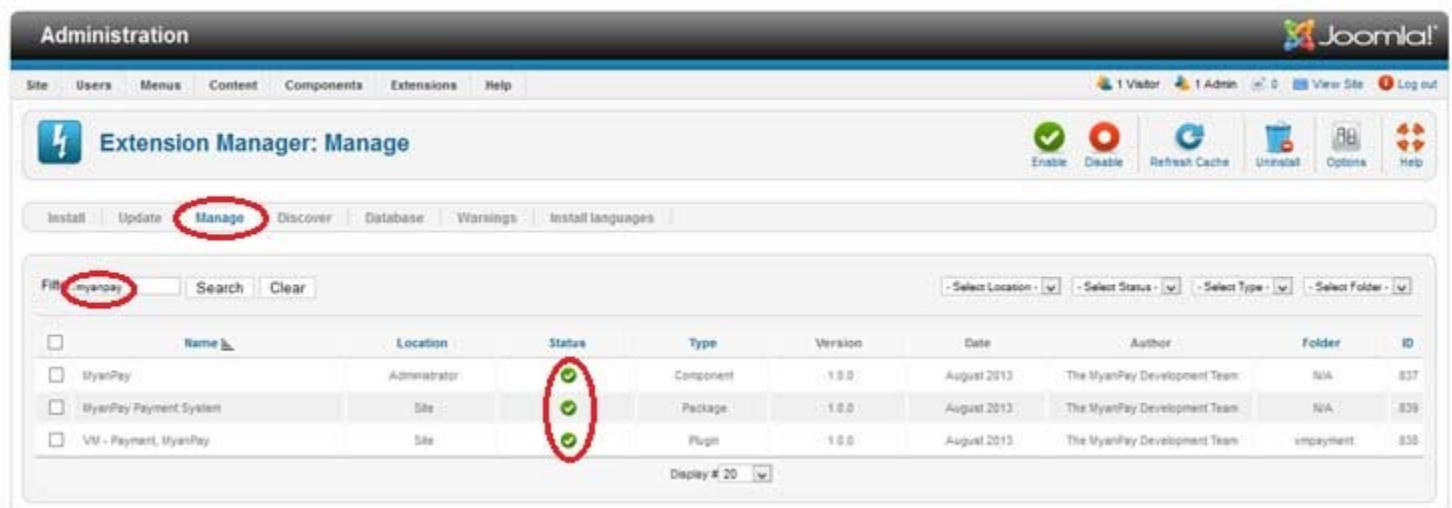 Administration Joomla!
Site Users Menus Content Components Extensions Help 1 Visitor 1 Admin 0 View Site Log out
Extension Manager: Manage Enable Disable Refresh Cache Uninstall Options Help
Install Update Manage Discover Database Warnings Install languages
myanpay Search Clear - Select Location - - Select Status - - Select Type - - Select Folder -
Name Location Status Type Version Date Author Folder ID
MyanPay Administrator Component 1.0.0 August 2013 The MyanPay Development Team N/A 837
MyanPay Payment System Site Package 1.0.0 August 2013 The MyanPay Development Team N/A 839
VM - Payment, MyanPay Site Plugin 1.0.0 August 2013 The MyanPay Development Team vmpayment 838
Display # 20